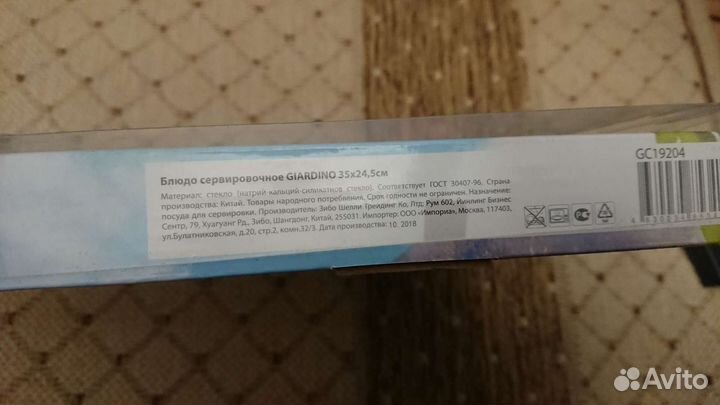 Блюдо сервировочное GIARDINO 35x24,5см
Материал: стекло (натрий кальций-силикатное стекло). Соответствует ГОСТ 30407-96. Страна
производства: Китай. Товары народного потребления, Срок годности не ограничен. Назначение:
посуда для сервировки. Производитель: Зибо Шелли Трейдинг Ко, Лтд; Рум 602, Йинлинг Бизнес
Сентр, 79, Хуагуанг Рд., Зибо, Шангдонг, Китай, 255031. Импортер: ООО «Импориа», Москва, 117403,
ул.Булатниковская, д.20, стр.2, комн.32/3. Дата производства: 10. 2018
GC19204
Avito